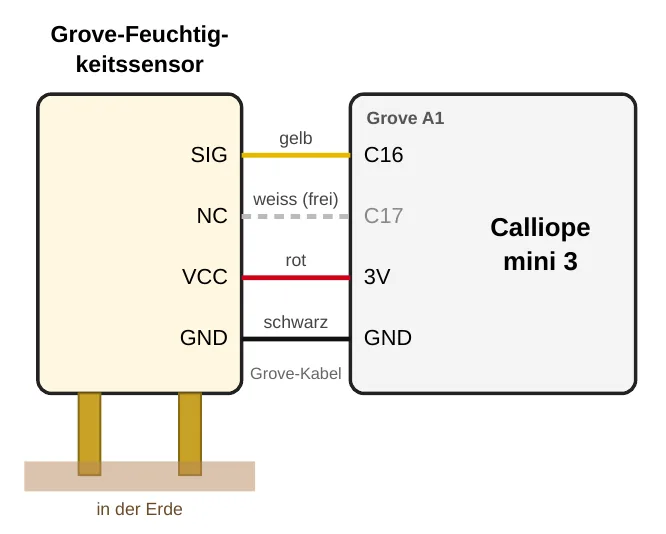 Grove-Feuchtig-
keitssensor
Grove A1
SIG
gelb
C16
NC
weiss (frei)
C17
VCC
rot
3V
GND
schwarz
GND
Calliope
mini 3
Grove-Kabel
in der Erde